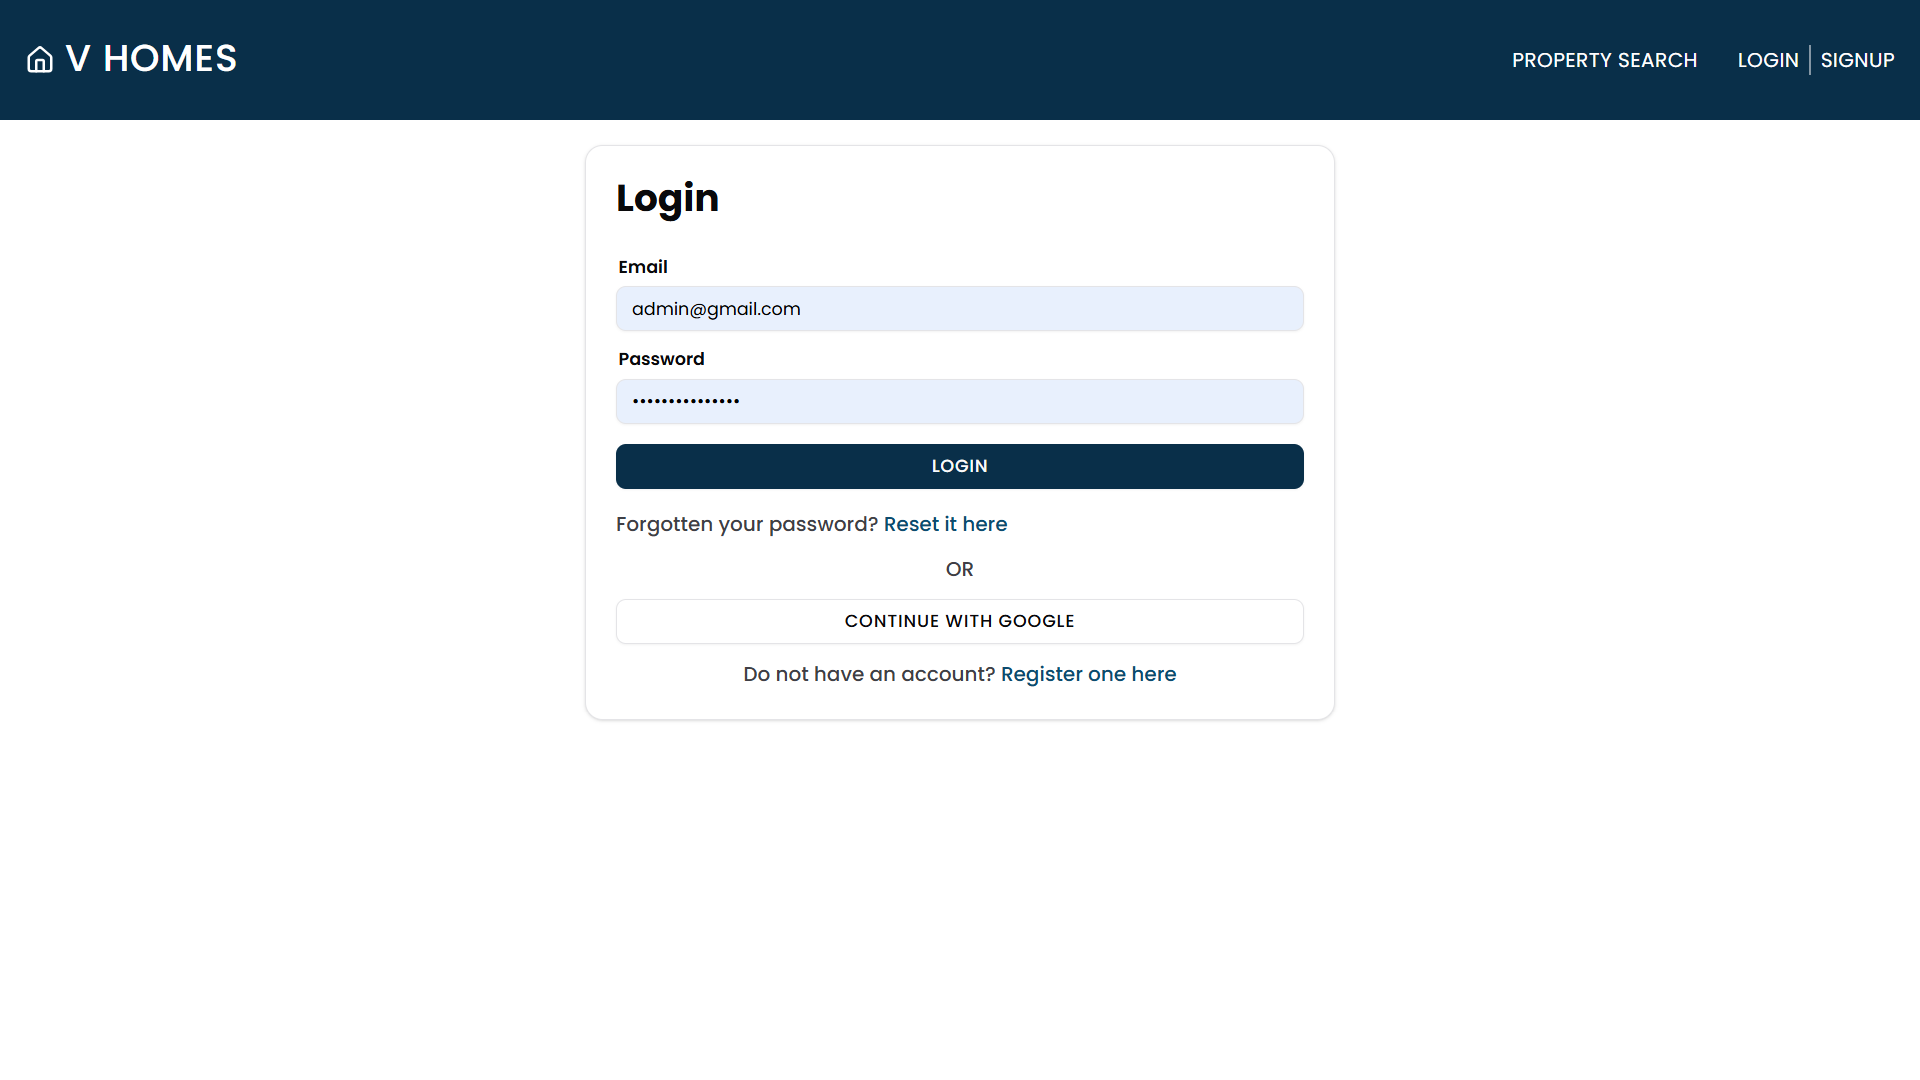 V HOMES
PROPERTY SEARCH
LOGIN
SIGNUP
Login
Email
admin@gmail.com
Password
•••••••••••••••
LOGIN
Forgotten your password? Reset it here
OR
CONTINUE WITH GOOGLE
Do not have an account? Register one here